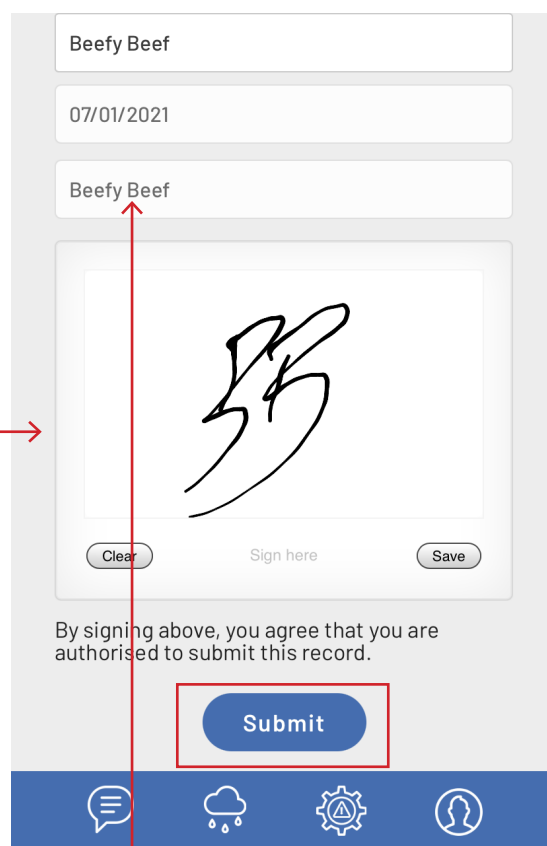 Beefy Beef
07/01/2021
Beefy Beef
Clear
Sign here
Save
By signing above, you agree that you are
authorised to submit this record.
Submit